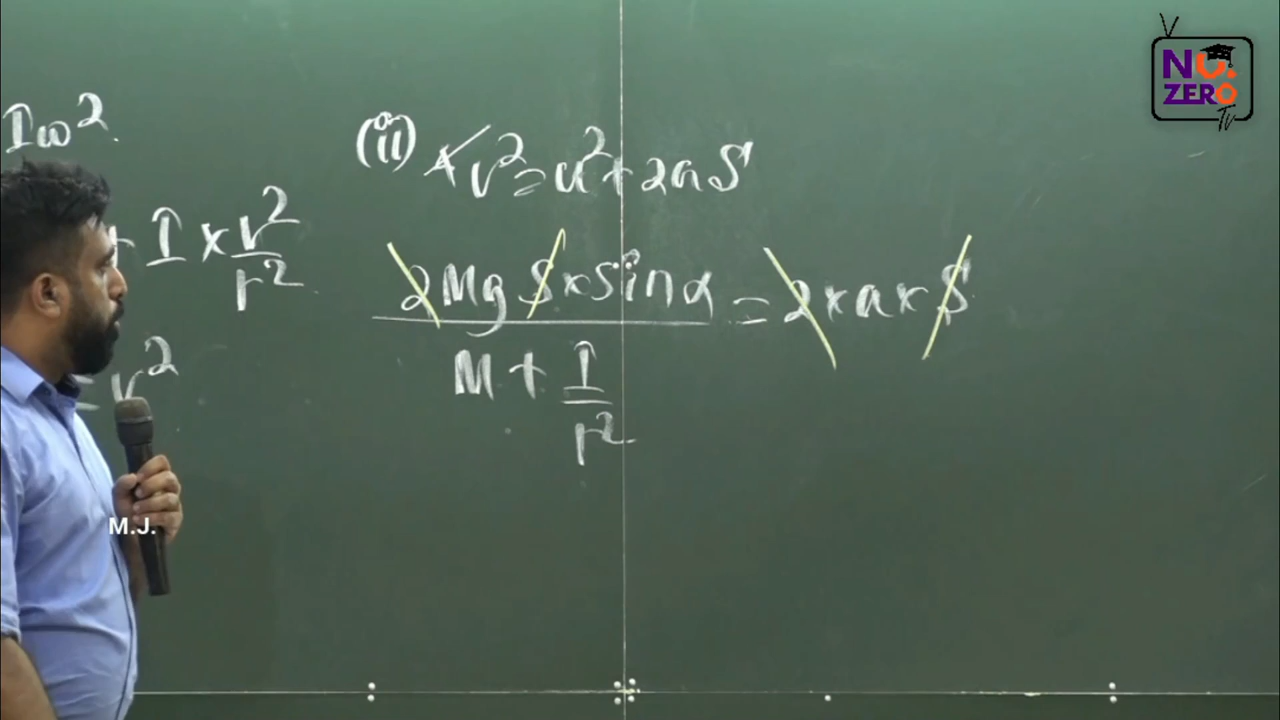 Iω².
+ I × v²/r²
= v²
(ii) ↖ v² = u² + 2aS
2Mg S × Sinα / (M + I/r²) = 2 × a × S
NO.
ZERO
Tv
M.J.